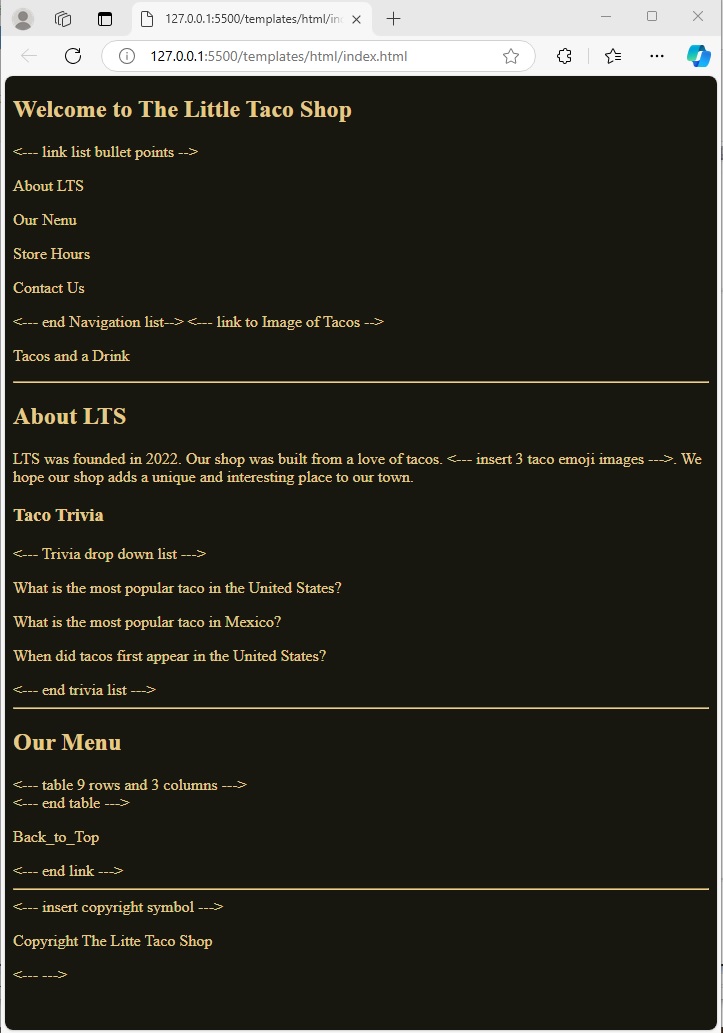 127.0.0.1:5500/templates/html/in
127.0.0.1:5500/templates/html/index.html
Welcome to The Little Taco Shop
<--- link list bullet points -->
About LTS
Our Nenu
Store Hours
Contact Us
<--- end Navigation list--> <--- link to Image of Tacos -->
Tacos and a Drink
About LTS
LTS was founded in 2022. Our shop was built from a love of tacos. <--- insert 3 taco emoji images --->. We
hope our shop adds a unique and interesting place to our town.
Taco Trivia
<--- Trivia drop down list --->
What is the most popular taco in the United States?
What is the most popular taco in Mexico?
When did tacos first appear in the United States?
<--- end trivia list --->
Our Menu
<--- table 9 rows and 3 columns --->
<--- end table --->
Back_to_Top
<--- end link --->
<--- insert copyright symbol --->
Copyright The Litte Taco Shop
<--- --->